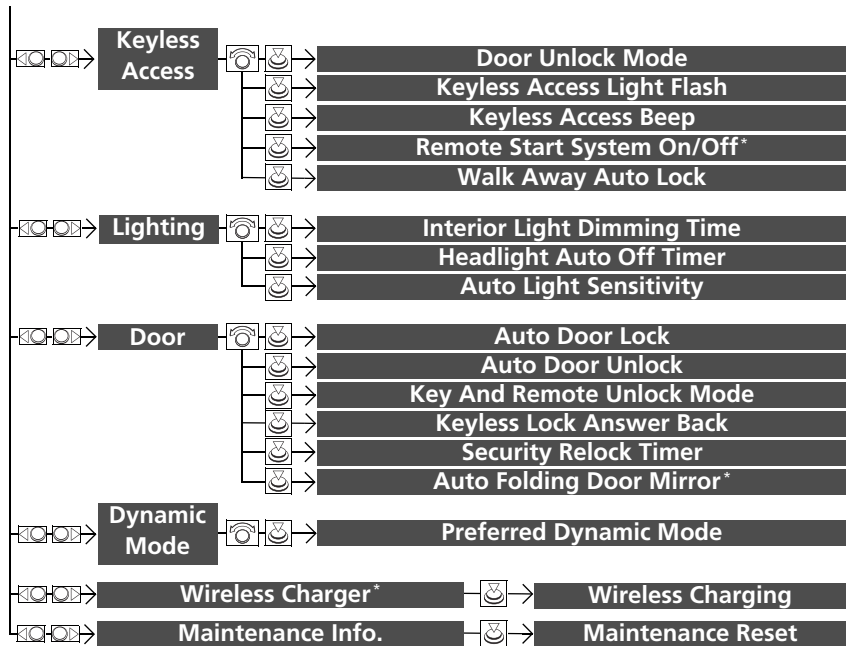 Keyless
Access
Door Unlock Mode
Keyless Access Light Flash
Keyless Access Beep
Remote Start System On/Off*
Walk Away Auto Lock
Lighting
Interior Light Dimming Time
Headlight Auto Off Timer
Auto Light Sensitivity
Door
Auto Door Lock
Auto Door Unlock
Key And Remote Unlock Mode
Keyless Lock Answer Back
Security Relock Timer
Auto Folding Door Mirror*
Dynamic
Mode
Preferred Dynamic Mode
Wireless Charger*
Wireless Charging
Maintenance Info.
Maintenance Reset